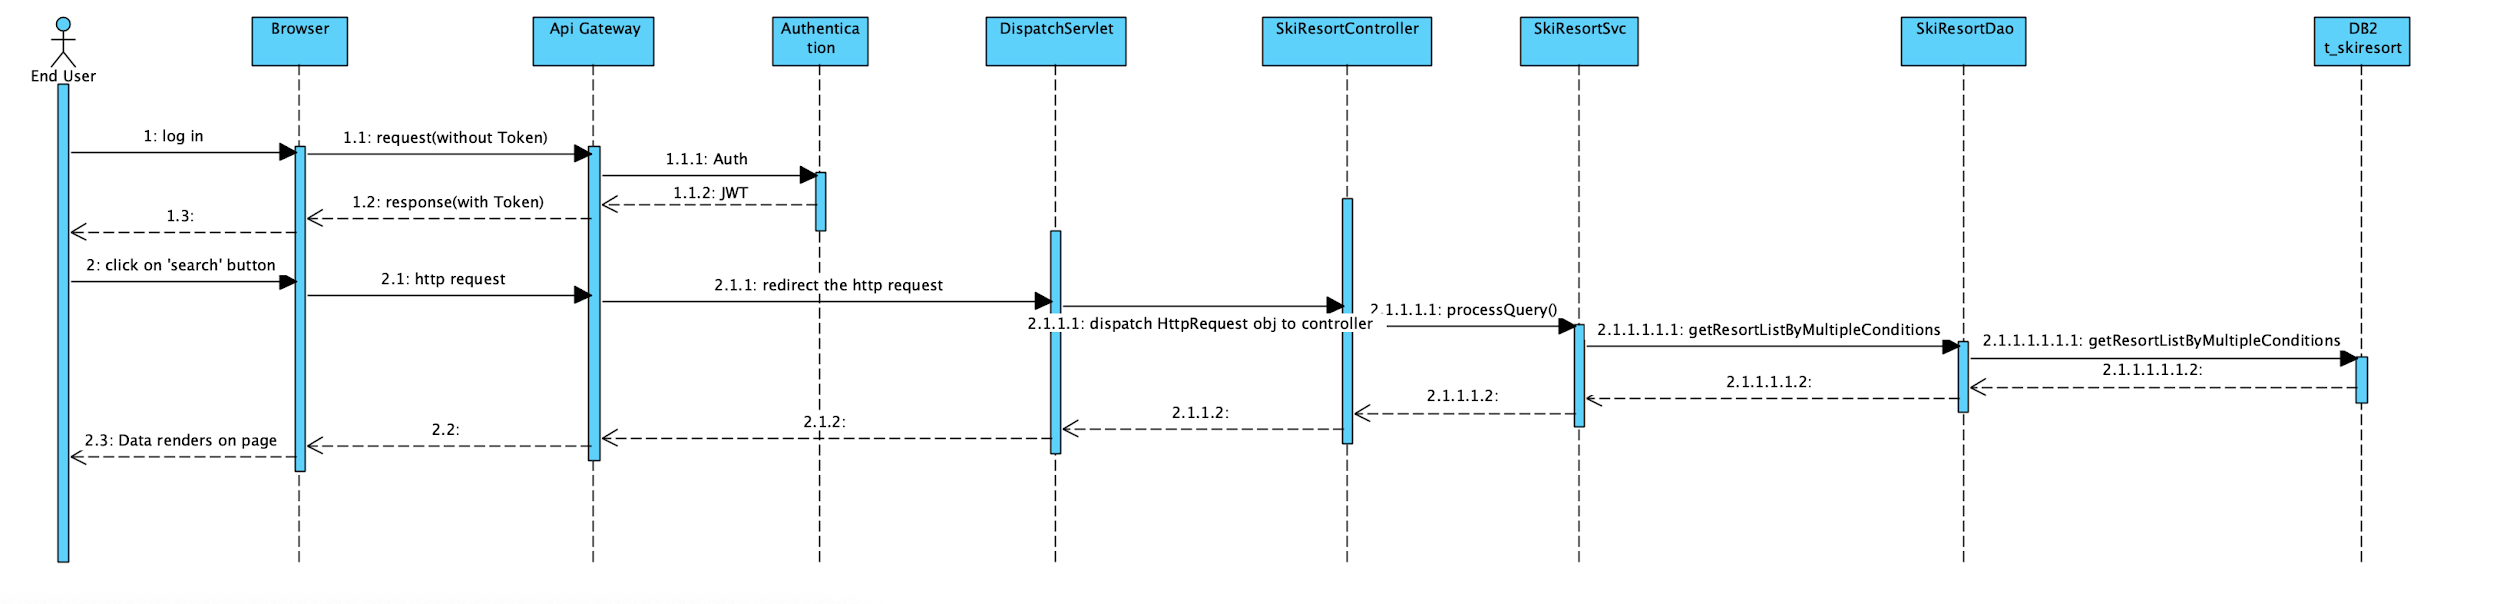 End User
Browser
Api Gateway
Authentica
tion
DispatchServlet
SkiResortController
SkiResortSvc
SkiResortDao
DB2
t_skiresort
1: log in
1.1: request(without Token)
1.1.1: Auth
1.1.2: JWT
1.2: response(with Token)
1.3:
2: click on 'search' button
2.1: http request
2.1.1: redirect the http request
2.1.1.1: dispatch HttpRequest obj to controller
2.1.1.1.1: processQuery()
2.1.1.1.1.1: getResortListByMultipleConditions
2.1.1.1.1.1.1: getResortListByMultipleConditions
2.1.1.1.1.1.2:
2.1.1.1.1.2:
2.1.1.1.2:
2.1.1.2:
2.1.2:
2.2:
2.3: Data renders on page